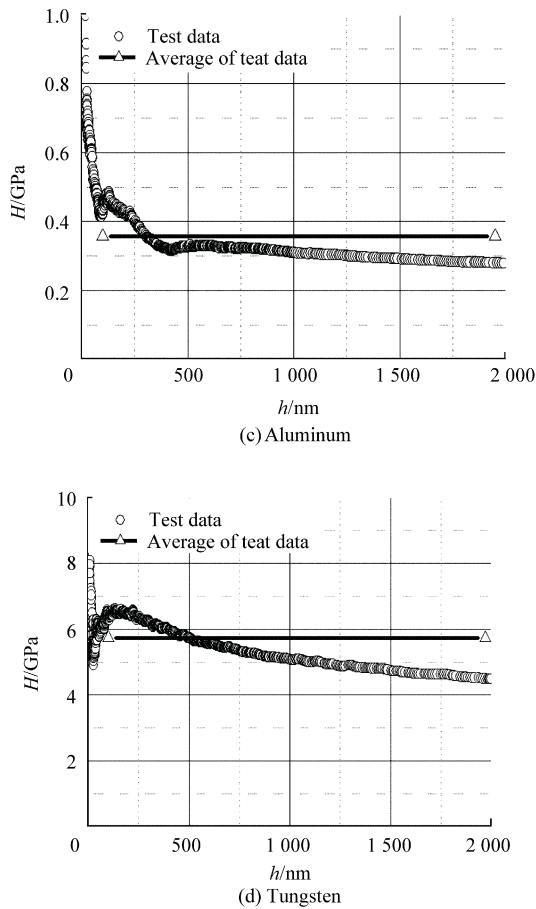 1.0
Test data
Average of teat data
0.8
0.6
H/GPa
0.4
0.2
0 500 1 000 1 500 2 000
h/nm
(c) Aluminum
10
Test data
Average of teat data
8
6
H/GPa
4
2
0 500 1 000 1 500 2 000
h/nm
(d) Tungsten